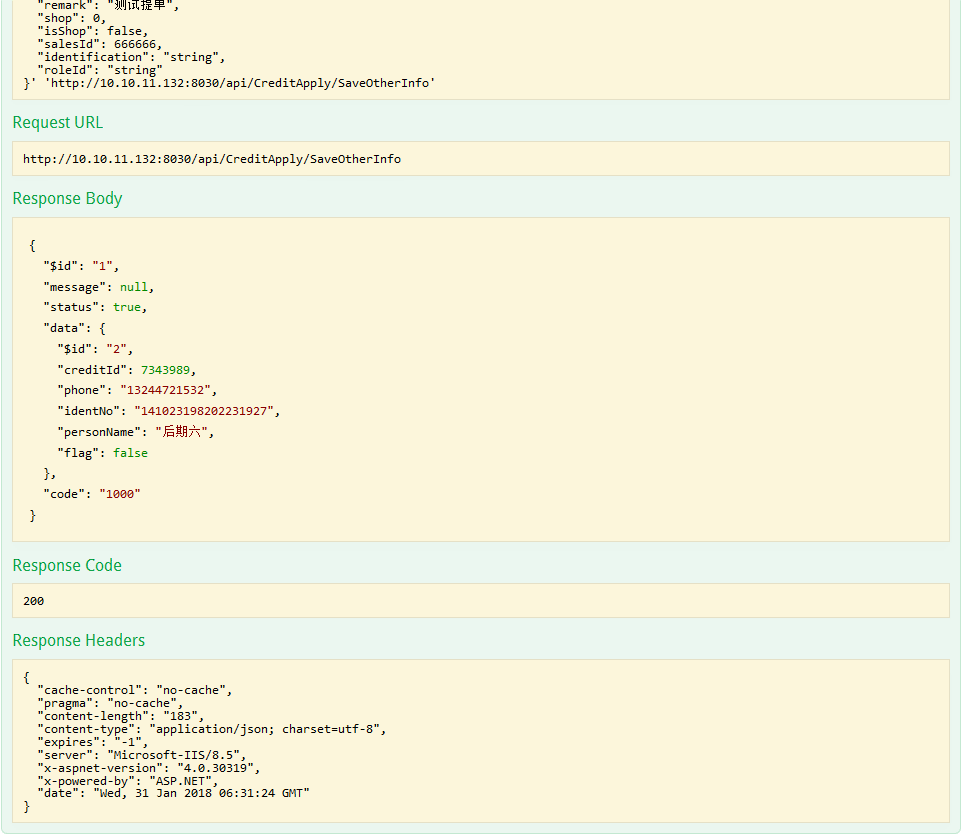 "remark": "测试提单",
"shop": 0,
"isShop": false,
"salesId": 666666,
"identification": "string",
"roleId": "string"
}' 'http://10.10.11.132:8030/api/CreditApply/SaveOtherInfo'
Request URL
http://10.10.11.132:8030/api/CreditApply/SaveOtherInfo
Response Body
{
"$id": "1",
"message": null,
"status": true,
"data": {
"$id": "2",
"creditId": 7343989,
"phone": "13244721532",
"identNo": "141023198202231927",
"personName": "后期六",
"flag": false
},
"code": "1000"
}
Response Code
200
Response Headers
{
"cache-control": "no-cache",
"pragma": "no-cache",
"content-length": "183",
"content-type": "application/json; charset=utf-8",
"expires": "-1",
"server": "Microsoft-IIS/8.5",
"x-aspnet-version": "4.0.30319",
"x-powered-by": "ASP.NET",
"date": "Wed, 31 Jan 2018 06:31:24 GMT"
}